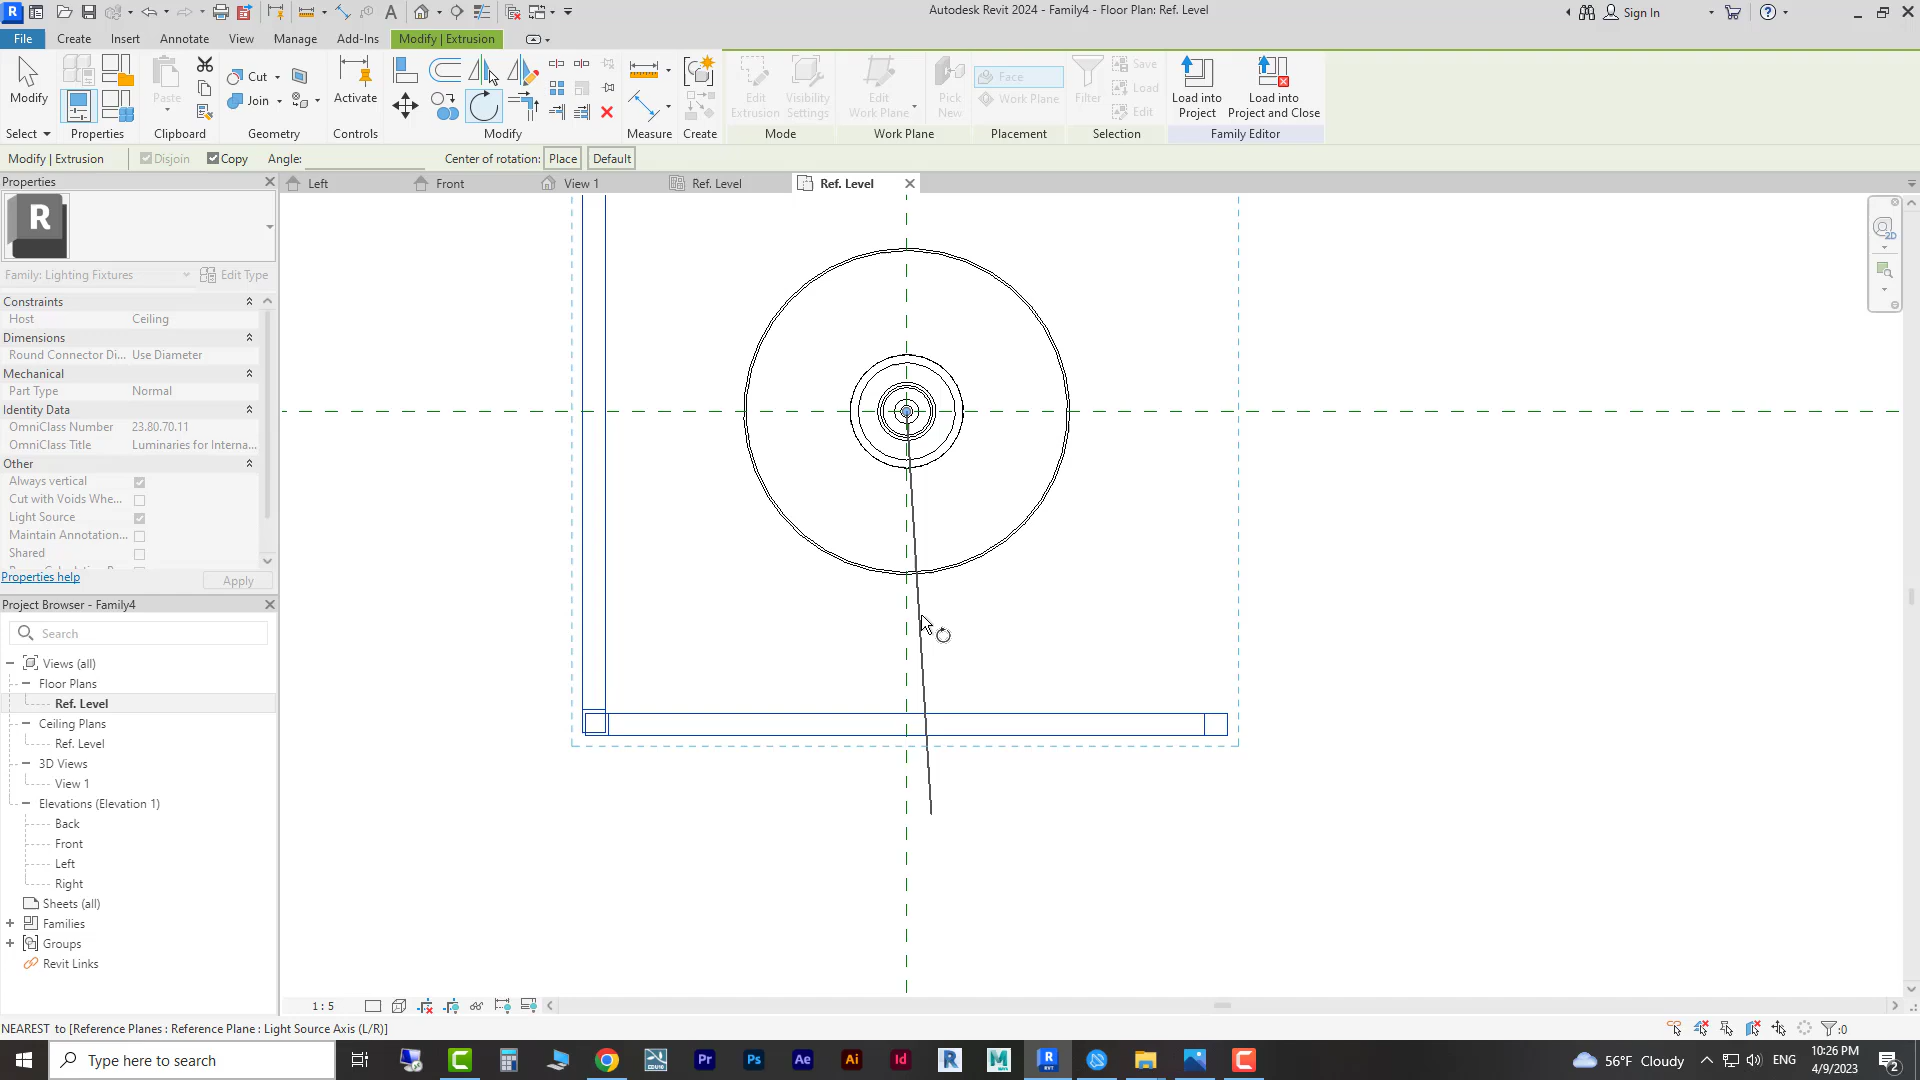 Autodesk Revit 2024 - Family4 - Floor Plan: Ref. Level
Sign In
File
Create
Insert
Annotate
View
Manage
Add-Ins
Modify | Extrusion
Modify
Paste
Cut
Join
Activate
Edit Extrusion
Visibility Settings
Edit Work Plane
Pick New
Face
Work Plane
Filter
Save
Load
Edit
Load into Project
Load into Project and Close
Select
Properties
Clipboard
Geometry
Controls
Modify
Measure
Create
Mode
Work Plane
Placement
Selection
Family Editor
Modify | Extrusion
Disjoin
Copy
Angle:
Center of rotation:
Place
Default
Properties
Left
Front
View 1
Ref. Level
Ref. Level
R
Family: Lighting Fixtures
Edit Type
Constraints
Host Ceiling
Dimensions
Round Connector Di... Use Diameter
Mechanical
Part Type Normal
Identity Data
OmniClass Number 23.80.70.11
OmniClass Title Luminaries for Interna...
Other
Always vertical
Cut with Voids Whe...
Light Source
Maintain Annotation...
Shared
Properties help
Apply
Project Browser - Family4
Search
Views (all)
Floor Plans
Ref. Level
Ceiling Plans
Ref. Level
3D Views
View 1
Elevations (Elevation 1)
Back
Front
Left
Right
Sheets (all)
Families
Groups
Revit Links
2D
1 : 5
NEAREST to [Reference Planes : Reference Plane : Light Source Axis (L/R)]
:0
Type here to search
Pr
Ps
Ae
Ai
Id
R
M
R
56°F Cloudy
ENG
10:26 PM
4/9/2023
2